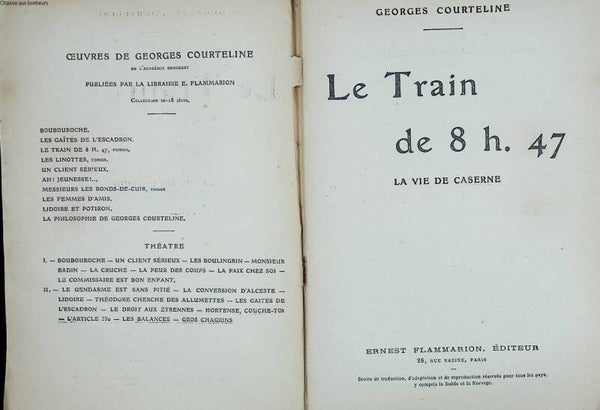 Chasse aux bonheurs
ŒUVRES DE GEORGES COURTELINE
DE L'ACADÉMIE GONCOURT
PUBLIÉES PAR LA LIBRAIRIE E. FLAMMARION
COLLECTION in-18 jésus.
BOUBOUROCHE.
LES GAÎTÉS DE L'ESCADRON.
LE TRAIN DE 8 H. 47, roman.
LES LINOTTES, roman.
UN CLIENT SÉRIEUX.
AH! JEUNESSE!...
MESSIEURS LES RONDS-DE-CUIR, roman
LES FEMMES D'AMIS.
LIDOIRE ET POTIRON.
LA PHILOSOPHIE DE GEORGES COURTELINE.
THÉATRE
I. — BOUBOUROCHE — UN CLIENT SÉRIEUX — LES BOULINGRIN — MONSIEUR
BADIN — LA CRUCHE — LA PEUR DES COUPS — LA PAIX CHEZ SOI —
LE COMMISSAIRE EST BON ENFANT.
II. — LE GENDARME EST SANS PITIÉ — LA CONVERSION D'ALCESTE —
LIDOIRE — THÉODORE CHERCHE DES ALLUMETTES — LES GAITÉS DE
L'ESCADRON — LE DROIT AUX ÉTRENNES — HORTENSE, COUCHE-TOI
— L'ARTICLE 330 — LES BALANCES — GROS CHAGRINS
GEORGES COURTELINE
Le Train
de 8 h. 47
LA VIE DE CASERNE
ERNEST FLAMMARION, ÉDITEUR
26, RUE RACINE, PARIS
Droits de traduction, d'adaptation et de reproduction réservés pour tous les pays,
y compris la Suède et la Norvège.